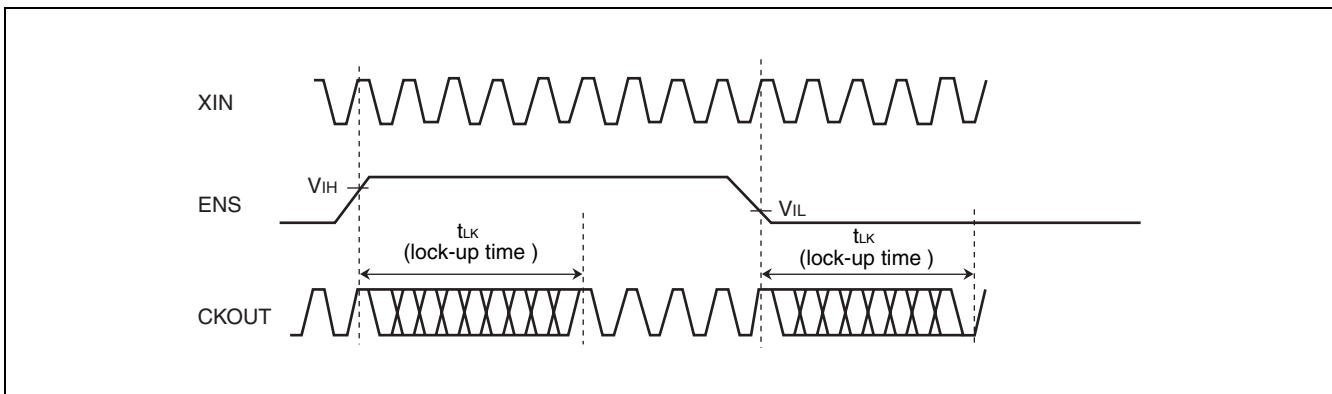 XIN
VIH
ENS
VIL
tLK
(lock-up time )
tLK
(lock-up time )
CKOUT